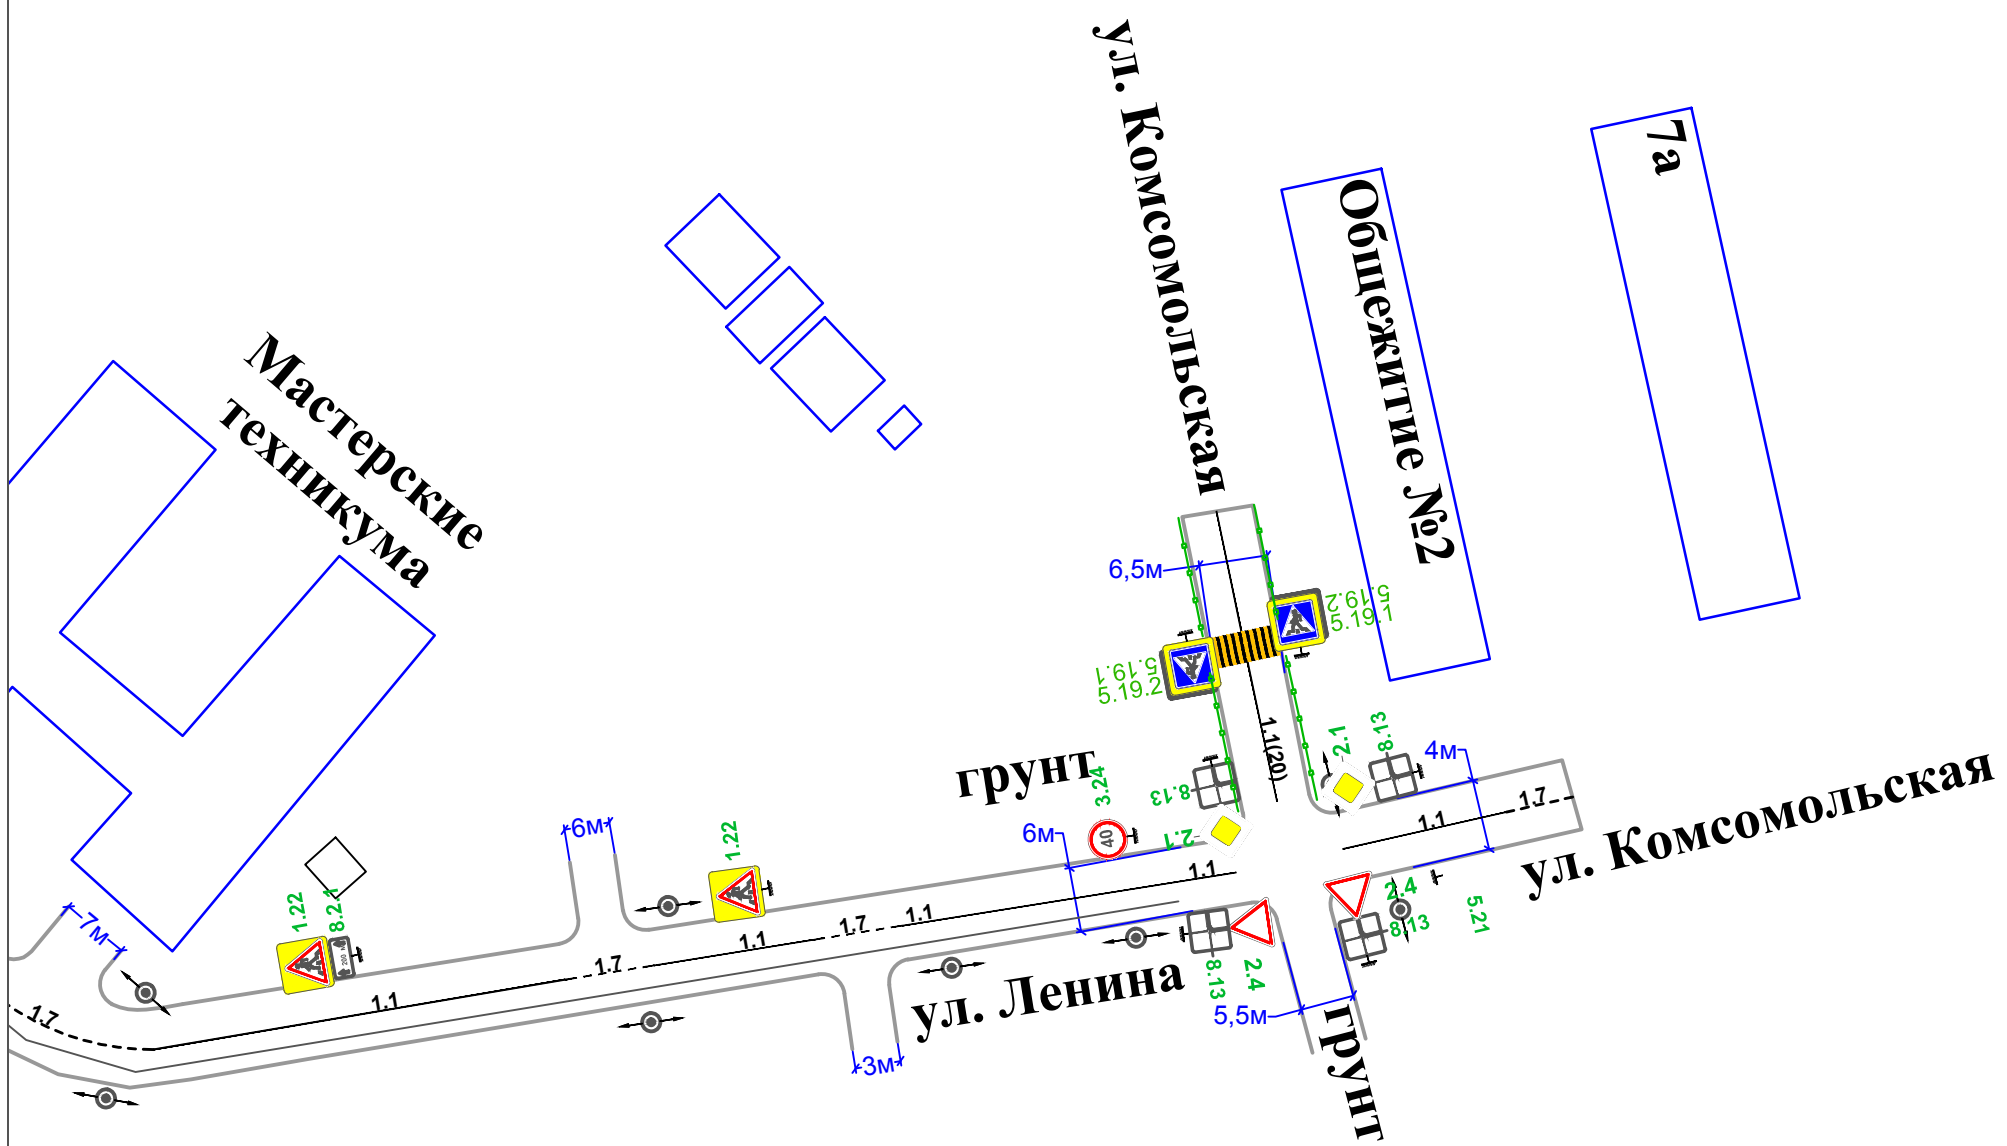 ул. Комсомольская
7а
Общежитие №2
Мастерские
техникума
6,5м
5.19.2
5.19.1
5.19.1
5.19.2
1.1(20)
2.1
8.13
4м
грунт
3.24
40
8.13
2.1
6м
1.7
1.1
ул. Комсомольская
6м
1.22
1.1
2.4
8.13
5.21
1.22
8.2.1
200 м
7м
1.1
1.7
1.1
1.7
1.1
1.7
ул. Ленина
8.13
2.4
5,5м
3м
грунт